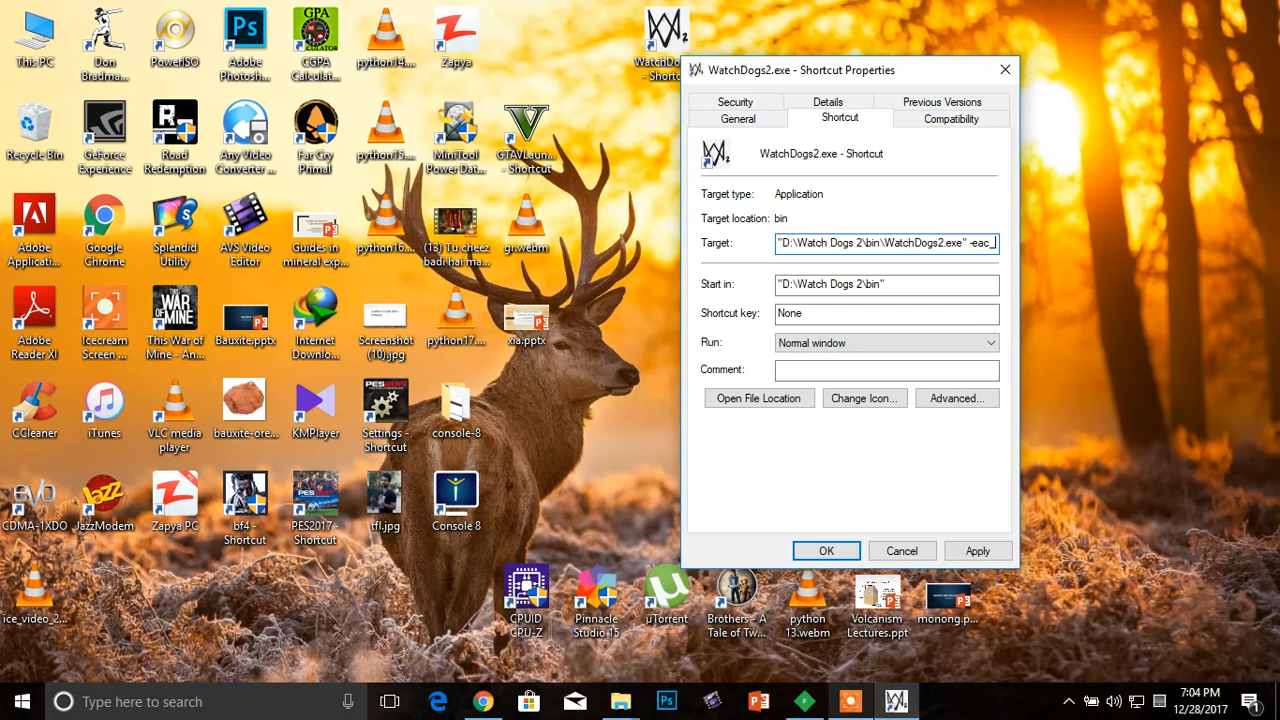 This PC
Don
Bradma...
PowerISO
Adobe
Photosh...
CGPA
Calculat...
python14....
Zapya
WatchDo
- Shortc
Recycle Bin
GeForce
Experience
Road
Redemption
Any Video
Converter ...
Far Cry
Primal
python15....
MiniTool
Power Dat...
GTAVLaun...
- Shortcut
Adobe
Applicati...
Google
Chrome
Splendid
Utility
AVS Video
Editor
Guides in
mineral exp...
python16....
(13) Tu cheez
badi hai ma...
gr.webm
Adobe
Reader XI
Icecream
Screen ...
This War of
Mine - An...
Bauxite.pptx
Internet
Downlo...
Screenshot
(10).jpg
python17....
xia.pptx
CCleaner
iTunes
VLC media
player
bauxite-ore...
KMPlayer
Settings -
Shortcut
console-8
CDMA-1XDO
JazzModem
Zapya PC
bf4 -
Shortcut
PES2017 -
Shortcut
tfl.jpg
Console 8
ice_video_2...
CPUID
CPU-Z
Pinnacle
Studio 15
µTorrent
Brothers - A
Tale of Tw...
python
13.webm
Volcanism
Lectures.ppt
monong.p...
WatchDogs2.exe - Shortcut Properties
Security
Details
Previous Versions
General
Shortcut
Compatibility
WatchDogs2.exe - Shortcut
Target type: Application
Target location: bin
Target: "D:\Watch Dogs 2\bin\WatchDogs2.exe" -eac_
Start in: "D:\Watch Dogs 2\bin"
Shortcut key: None
Run: Normal window
Comment:
Open File Location
Change Icon...
Advanced...
OK
Cancel
Apply
Type here to search
7:04 PM
12/28/2017